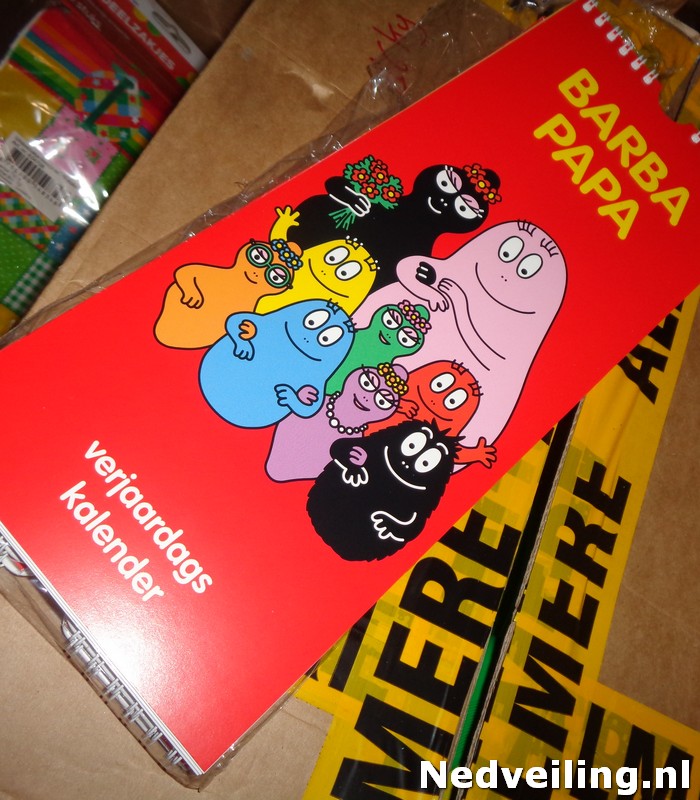 BARBA
PAPA
verjaardags
kalender
MERE
MERE
Nedveiling.nl